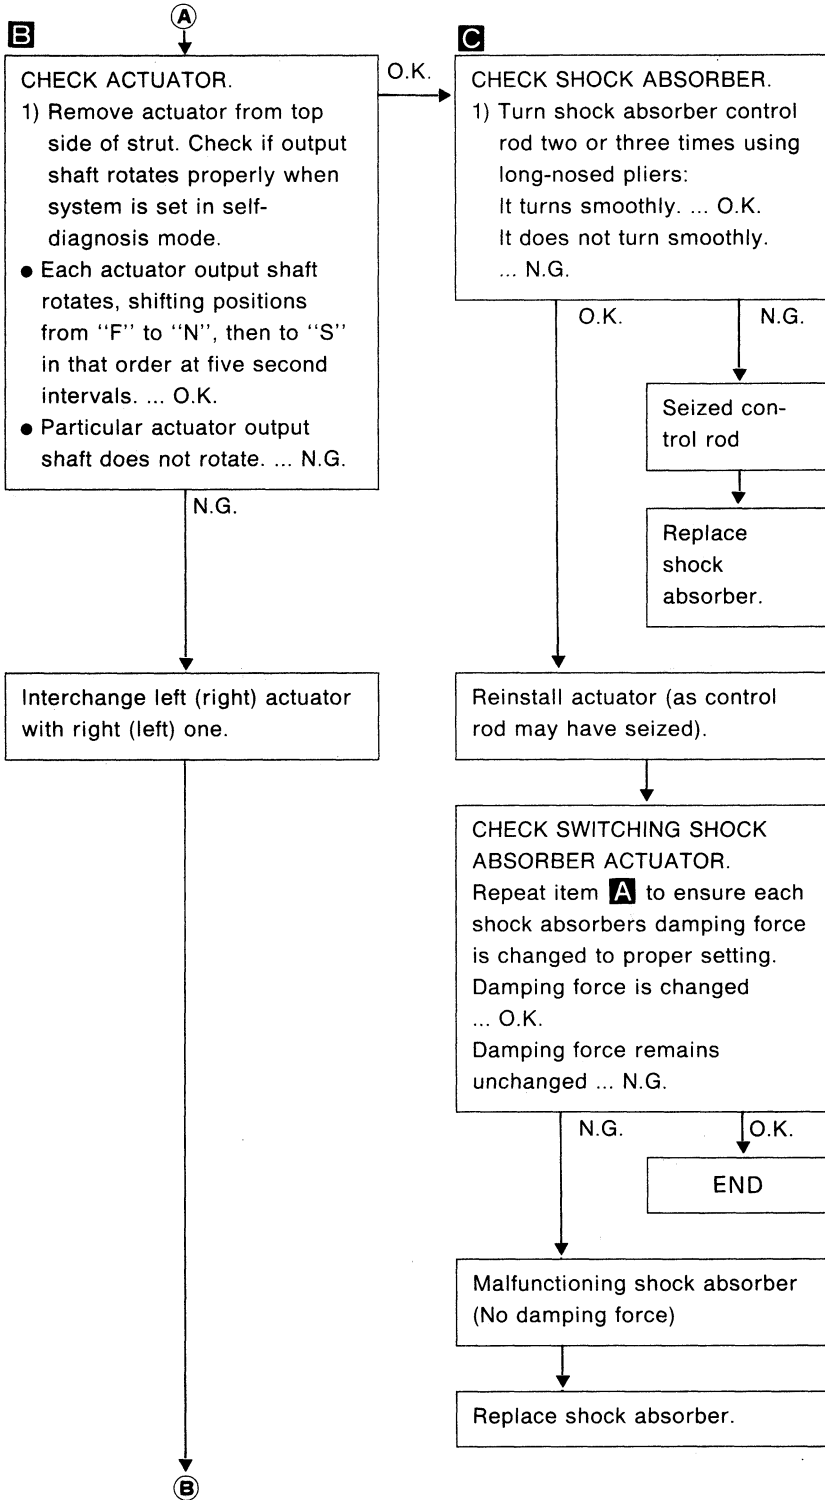 A
B
CHECK ACTUATOR.
1) Remove actuator from top
side of strut. Check if output
shaft rotates properly when
system is set in self-
diagnosis mode.
● Each actuator output shaft
rotates, shifting positions
from "F" to "N", then to "S"
in that order at five second
intervals. ... O.K.
● Particular actuator output
shaft does not rotate. ... N.G.
O.K.
N.G.
Interchange left (right) actuator
with right (left) one.
B
C
CHECK SHOCK ABSORBER.
1) Turn shock absorber control
rod two or three times using
long-nosed pliers:
It turns smoothly. ... O.K.
It does not turn smoothly.
... N.G.
O.K.
N.G.
Seized con-
trol rod
Replace
shock
absorber.
Reinstall actuator (as control
rod may have seized).
CHECK SWITCHING SHOCK
ABSORBER ACTUATOR.
Repeat item A to ensure each
shock absorbers damping force
is changed to proper setting.
Damping force is changed
... O.K.
Damping force remains
unchanged ... N.G.
N.G.
O.K.
END
Malfunctioning shock absorber
(No damping force)
Replace shock absorber.